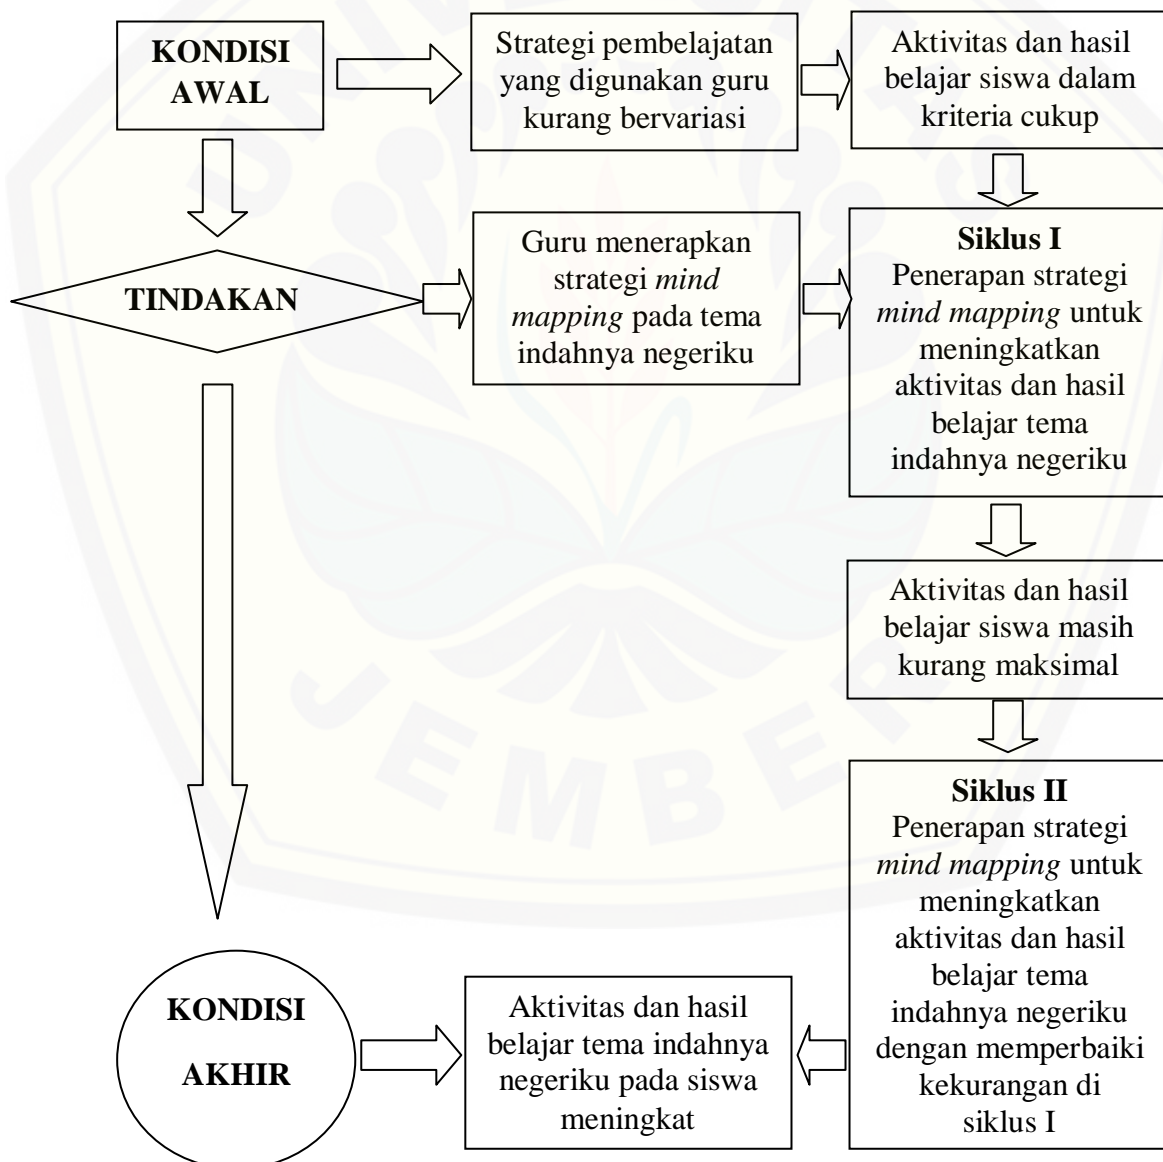 KONDISI
AWAL
Strategi pembelajatan
yang digunakan guru
kurang bervariasi
Aktivitas dan hasil
belajar siswa dalam
kriteria cukup
TINDAKAN
Guru menerapkan
strategi mind
mapping pada tema
indahnya negeriku
Siklus I
Penerapan strategi
mind mapping untuk
meningkatkan
aktivitas dan hasil
belajar tema
indahnya negeriku
Aktivitas dan hasil
belajar siswa masih
kurang maksimal
Siklus II
Penerapan strategi
mind mapping untuk
meningkatkan
aktivitas dan hasil
belajar tema
indahnya negeriku
dengan memperbaiki
kekurangan di
siklus I
KONDISI
AKHIR
Aktivitas dan hasil
belajar tema indahnya
negeriku pada siswa
meningkat
JEMBER